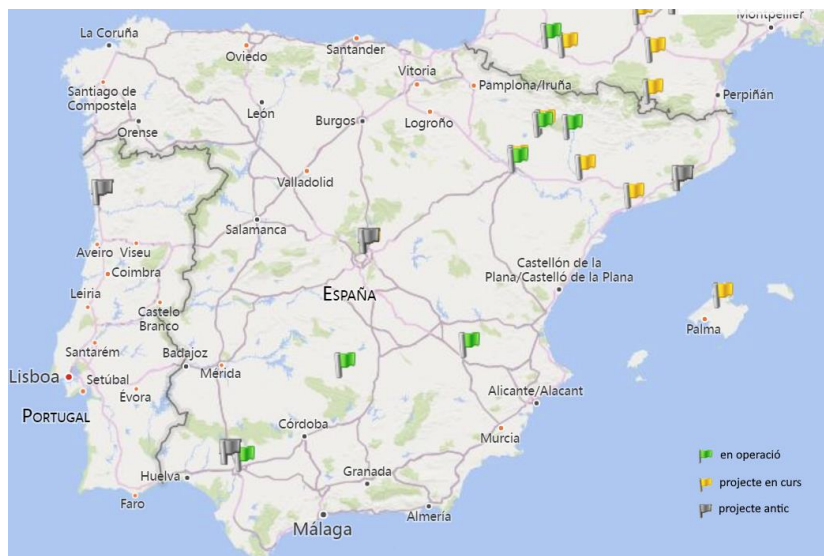 Montpellier
La Coruña
Oviedo
Santander
Vitoria
Pamplona/Iruña
Perpiñán
Santiago de
Compostela
León
Burgos
Logroño
Orense
Valladolid
Salamanca
Aveiro
Viseu
Coimbra
Castellón de la
Plana/Castelló de la Plana
España
Leiria
Castelo
Branco
Palma
Santarém
Badajoz
Mérida
Lisboa
Setúbal
Évora
Alicante/Alacant
Portugal
Córdoba
Murcia
Huelva
Granada
Faro
Málaga
Almería
en operació
projecte en curs
projecte antic